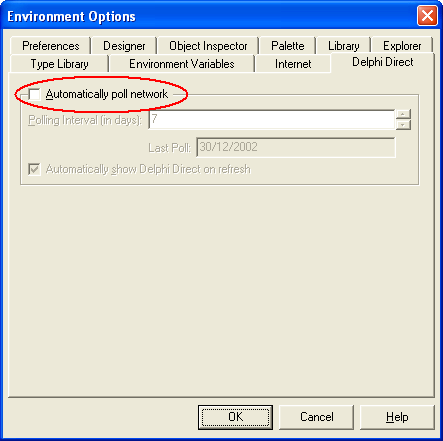 Environment Options
Preferences Designer Object Inspector Palette Library Explorer
Type Library Environment Variables Internet Delphi Direct
Automatically poll network
Polling Interval (in days): 7
Last Poll: 30/12/2002
Automatically show Delphi Direct on refresh
OK Cancel Help